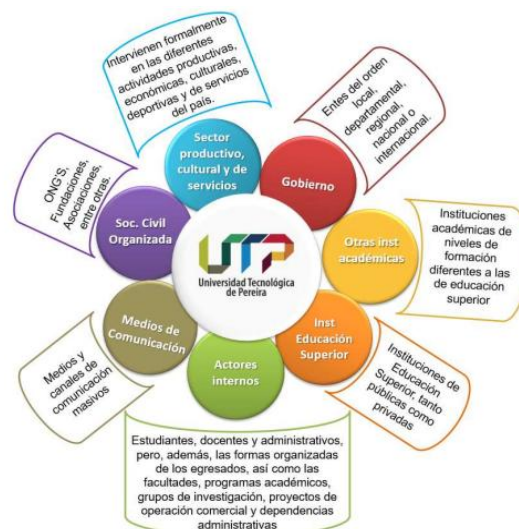 Intervienen formalmente
en las diferentes
actividades productivas,
económicas, culturales,
deportivas y de servicios
del país.
Sector
productivo,
cultural y de
servicios
Entes del orden
local,
departamental,
regional,
nacional o
internacional.
Gobierno
Instituciones
académicas de
niveles de
formación
diferentes a las
de educación
superior
Otras inst
académicas
Instituciones de
Educación
Superior, tanto
públicas como
privadas
Inst
Educación
Superior
Actores
internos
Estudiantes, docentes y administrativos,
pero, además, las formas organizadas
de los egresados, así como las
facultades, programas académicos,
grupos de investigación, proyectos de
operación comercial y dependencias
administrativas
Medios de
Comunicación
Medios y
canales de
comunicación
masivos
Soc. Civil
Organizada
ONG'S,
Fundaciones,
Asociaciones,
entre otras.
UTP
Universidad Tecnológica
de Pereira